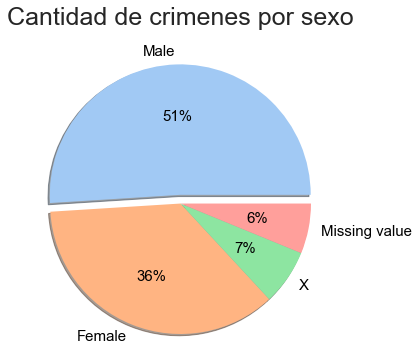 Cantidad de crimenes por sexo
Male
51%
6%
Missing value
7%
36%
X
Female